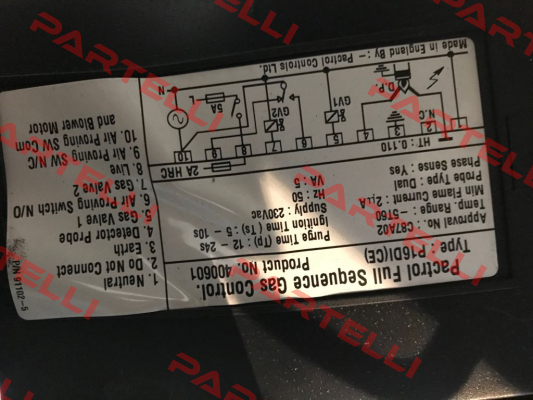 Pactrol Full Sequence Gas Control.
Type: P16DI(CE)
Product No. 400601
Approval No.: C87A02
Purge Time (Tp) : 12 - 24s
Temp. Range: -5T60
Ignition Time (Ts) : 5 - 10s
Min Flame Current : 1µA
Supply : 230Vac
Probe Type : Dual
Hz : 50
Phase Sense : Yes
VA : 5
HT : 0.110
2A HRC
1 2 3 4 5 6 7 8 9 10
N.C
D.P
GV1
GV2
5A
L
N
Made in England By :- Pactrol Controls Ltd.
1. Neutral
2. Do Not Connect
3. Earth
4. Detector Probe
5. Gas Valve 1
6. Air Proving Switch N/O
7. Gas Valve 2
8. Live
9. Air Proving SW N/C
10. Air Proving SW Com
and Blower Motor
P/N 91102-5
PARTELLI
PARTELLI
PARTELLI
PARTELLI
PARTELLI